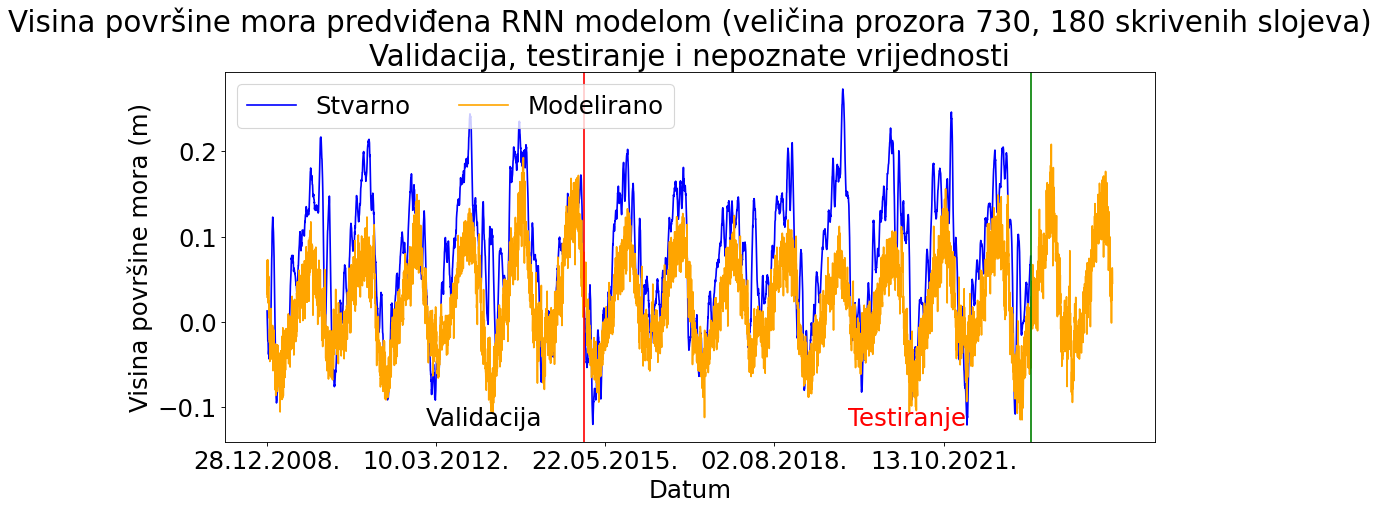 Visina površine mora predviđena RNN modelom (veličina prozora 730, 180 skrivenih slojeva)
Validacija, testiranje i nepoznate vrijednosti
Stvarno
Modelirano
Visina površine mora (m)
0.2
0.1
0.0
−0.1
Validacija
Testiranje
28.12.2008.
10.03.2012.
22.05.2015.
02.08.2018.
13.10.2021.
Datum